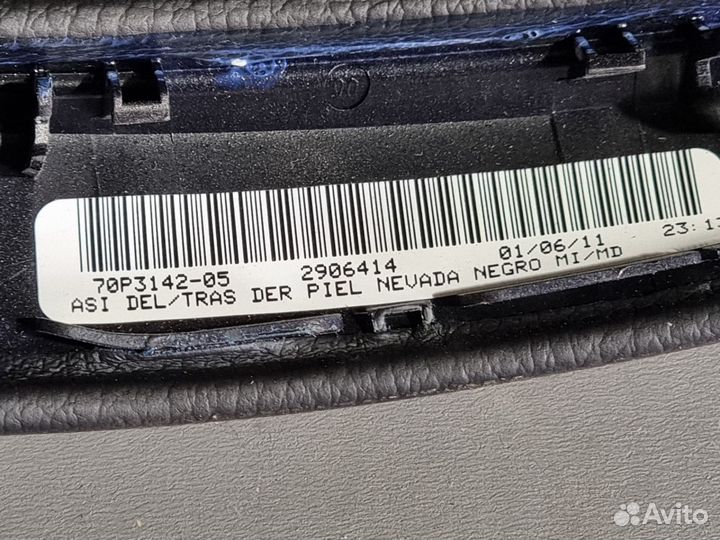 70P3142-05 2906414 01/06/11
ASI DEL/TRAS DER PIEL NEVADA NEGRO MI/MD
Avito